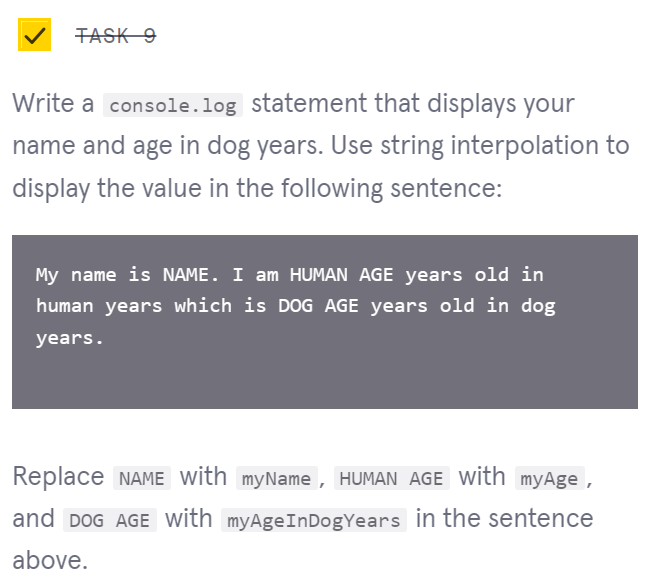 TASK 9
Write a console.log statement that displays your
name and age in dog years. Use string interpolation to
display the value in the following sentence:
My name is NAME. I am HUMAN AGE years old in
human years which is DOG AGE years old in dog
years.
Replace NAME with myName, HUMAN AGE with myAge,
and DOG AGE with myAgeInDogYears in the sentence
above.